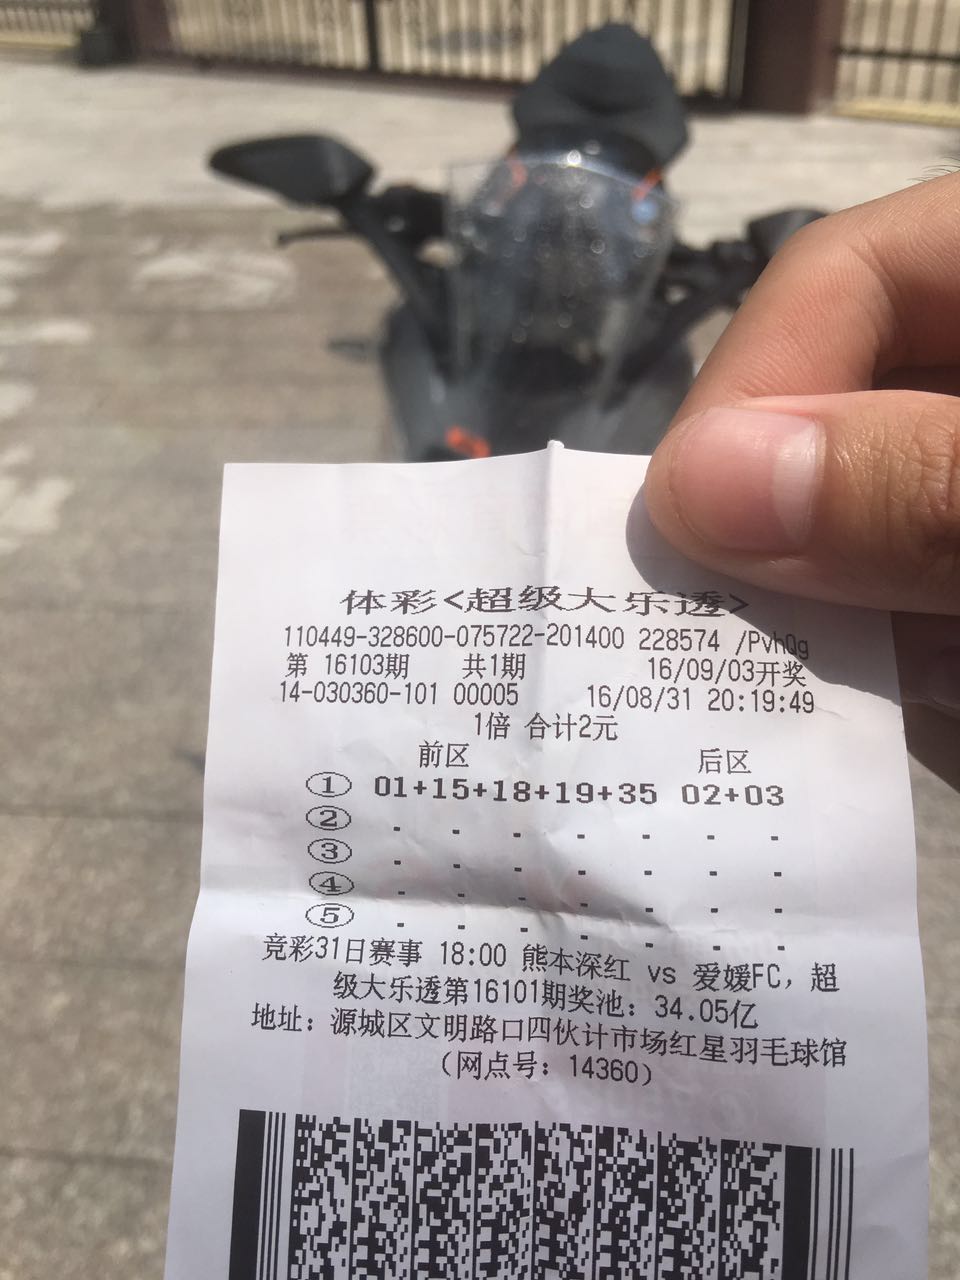 体彩<超级大乐透>
110449-328600-075722-201400 228574 /PvhQg
第 16103期 共1期 16/09/03开奖
14-030360-101 00005 16/08/31 20:19:49
1倍 合计2元
前区 后区
① 01+15+18+19+35 02+03
② - - - - - - -
③ - - - - - - -
④ - - - - - - -
⑤ - - - - - - -
竞彩31日赛事 18:00 熊本深红 vs 爱媛FC，超
级大乐透第16101期奖池：34.05亿
地址：源城区文明路口四伙计市场红星羽毛球馆
（网点号：14360）